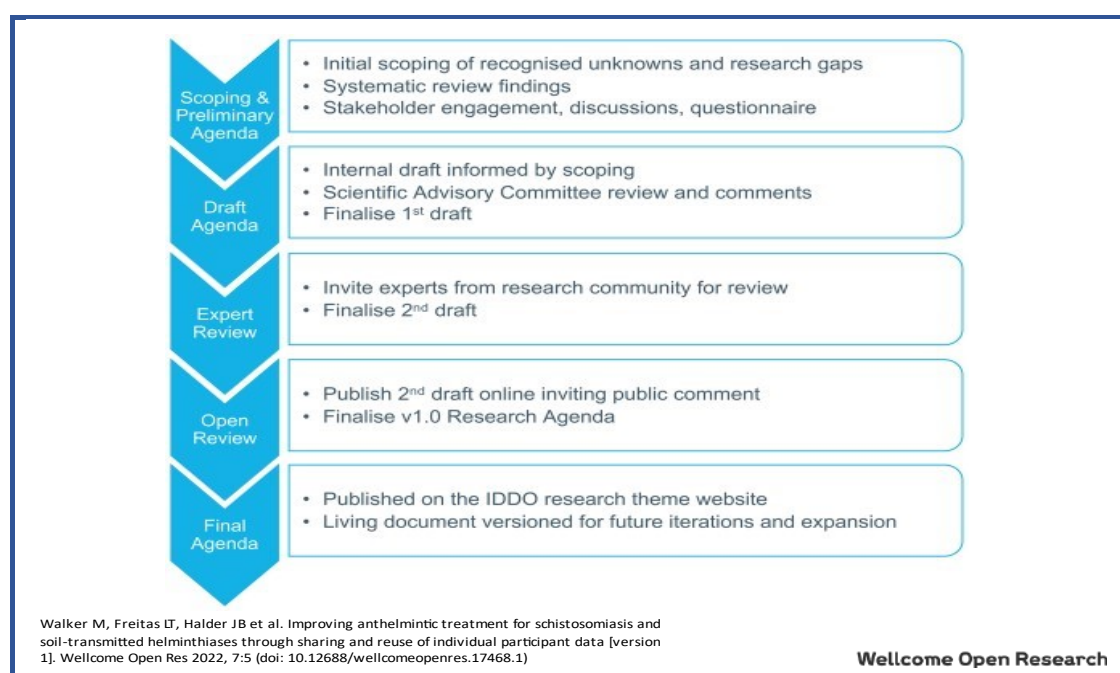 Scoping &
Preliminary
Agenda
• Initial scoping of recognised unknowns and research gaps
• Systematic review findings
• Stakeholder engagement, discussions, questionnaire
Draft
Agenda
• Internal draft informed by scoping
• Scientific Advisory Committee review and comments
• Finalise 1st draft
Expert
Review
• Invite experts from research community for review
• Finalise 2nd draft
Open
Review
• Publish 2nd draft online inviting public comment
• Finalise v1.0 Research Agenda
Final
Agenda
• Published on the IDDO research theme website
• Living document versioned for future iterations and expansion
Walker M, Freitas LT, Halder JB et al. Improving anthelmintic treatment for schistosomiasis and
soil-transmitted helminthiases through sharing and reuse of individual participant data [version
1]. Wellcome Open Res 2022, 7:5 (doi: 10.12688/wellcomeopenres.17468.1)
Wellcome Open Research